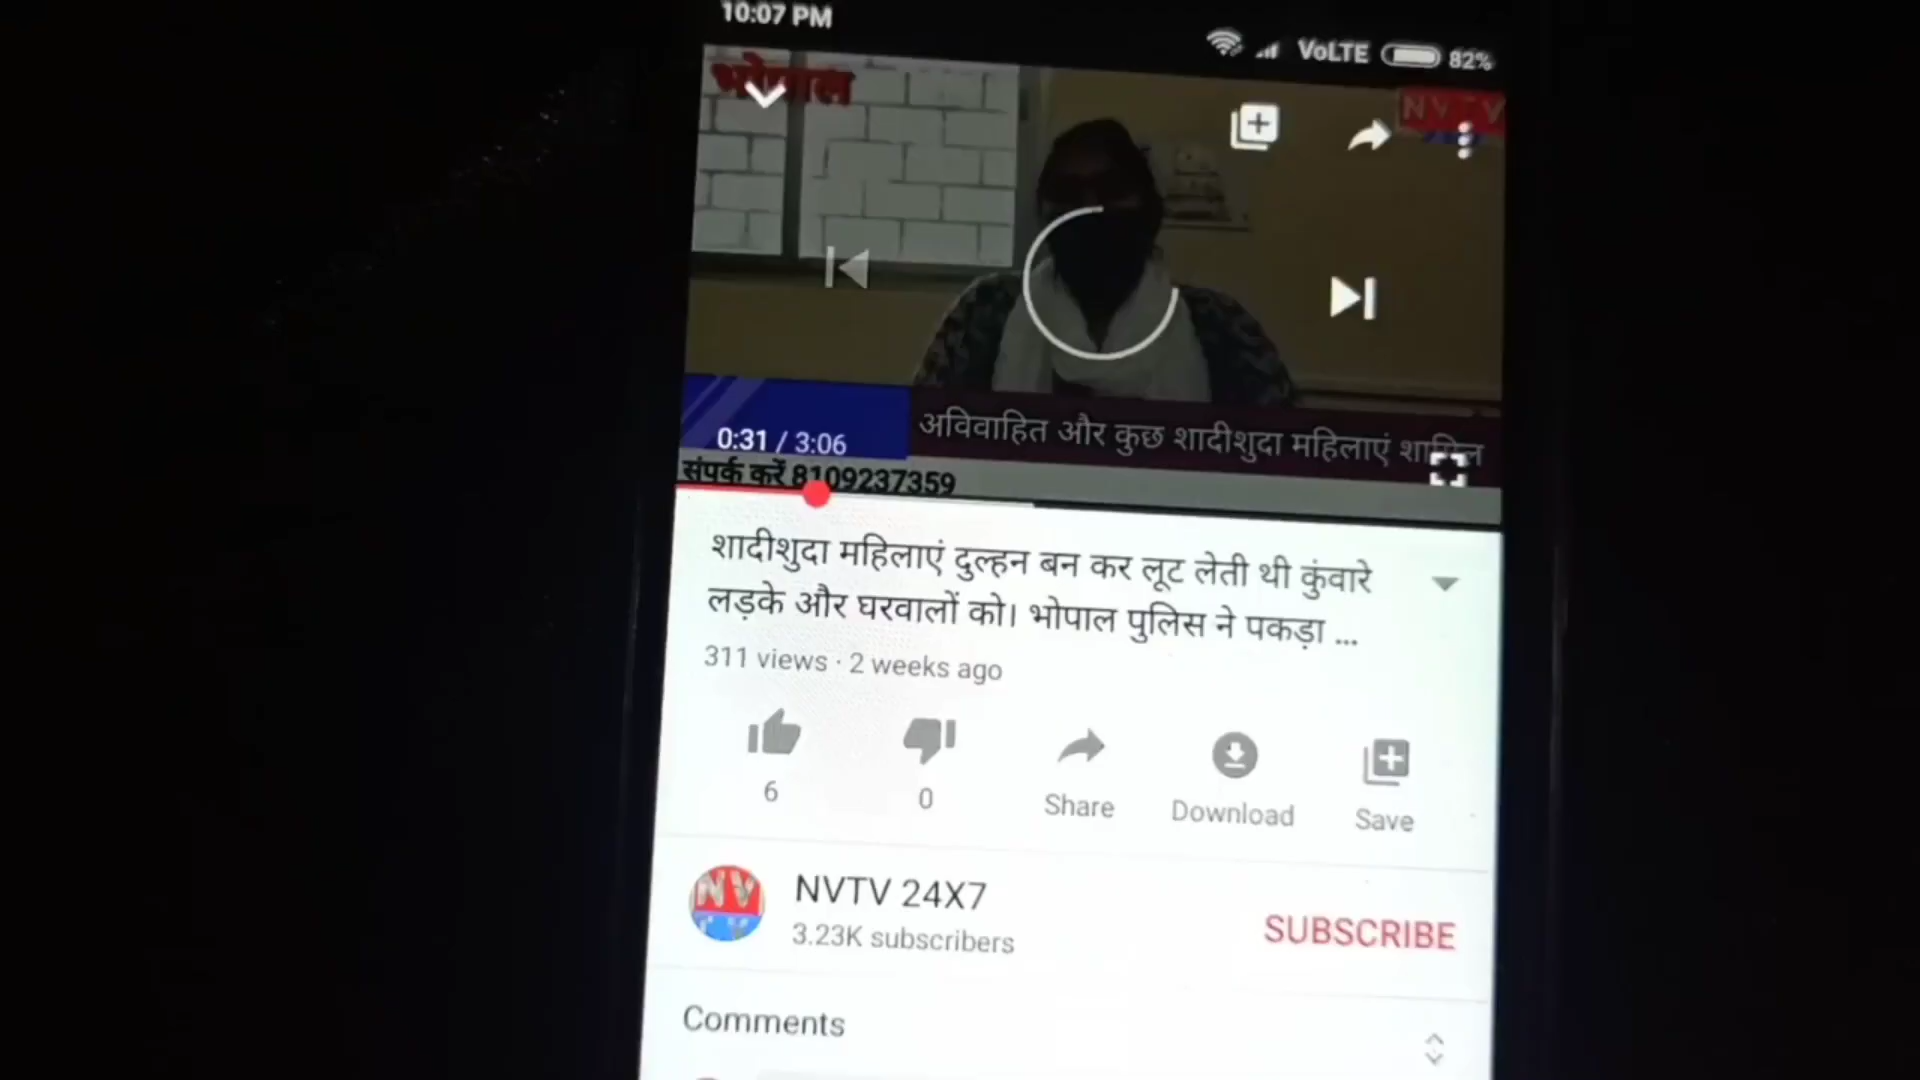 10:07 PM
VoLTE 82%
भोपाल
NVTV
अविवाहित और कुछ शादीशुदा महिलाएं शामिल
0:31 / 3:06
संपर्क करें 8109237359
शादीशुदा महिलाएं दुल्हन बन कर लूट लेती थी कुंवारे
लड़के और घरवालों को। भोपाल पुलिस ने पकड़ा ...
311 views · 2 weeks ago
6
0
Share
Download
Save
NV
NVTV 24X7
3.23K subscribers
SUBSCRIBE
Comments